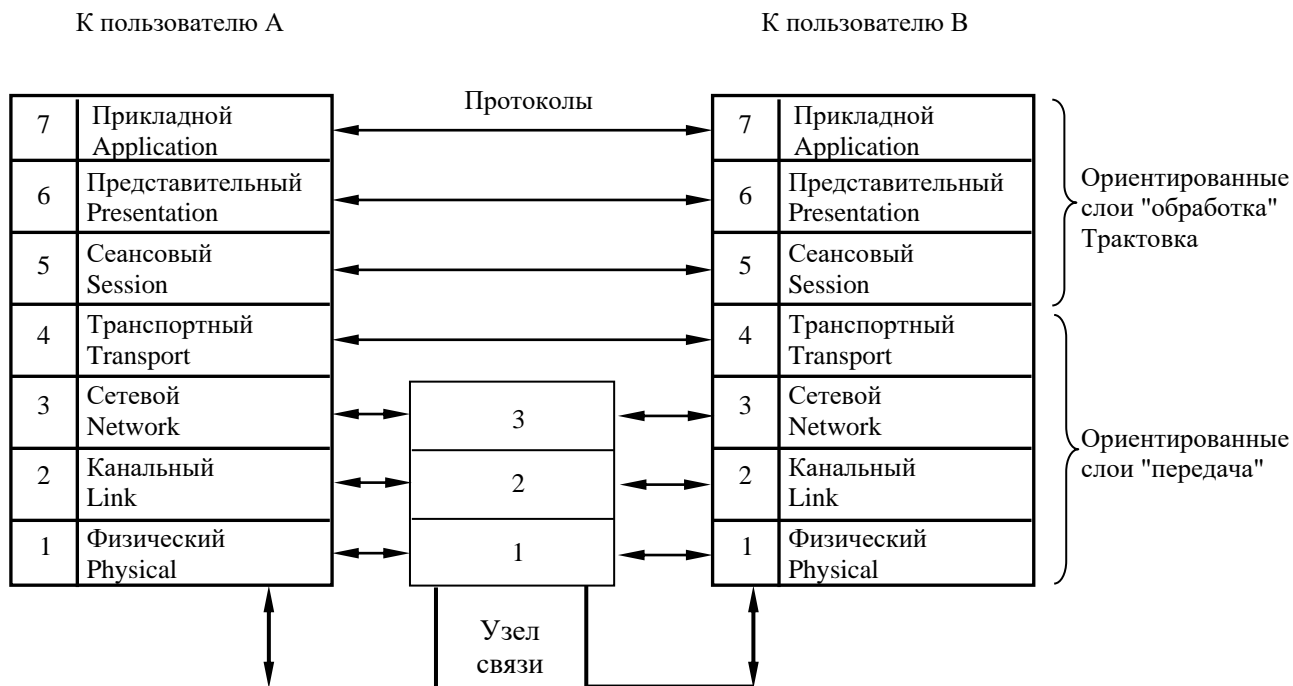 К пользователю А
К пользователю В
Протоколы
7
Прикладной
Application
6
Представительный
Presentation
5
Сеансовый
Session
4
Транспортный
Transport
3
Сетевой
Network
2
Канальный
Link
1
Физический
Physical
3
2
1
Узел
связи
7
Прикладной
Application
6
Представительный
Presentation
5
Сеансовый
Session
4
Транспортный
Transport
3
Сетевой
Network
2
Канальный
Link
1
Физический
Physical
Ориентированные
слои "обработка"
Трактовка
Ориентированные
слои "передача"